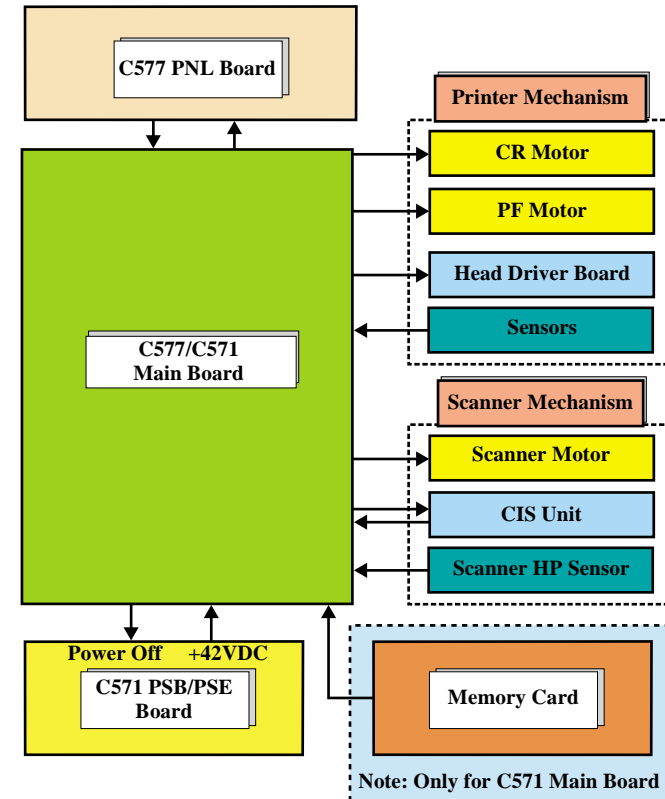 C577 PNL Board
Printer Mechanism
CR Motor
PF Motor
Head Driver Board
Sensors
C577/C571
Main Board
Scanner Mechanism
Scanner Motor
CIS Unit
Scanner HP Sensor
Power Off +42VDC
C571 PSB/PSE
Board
Memory Card
Note: Only for C571 Main Board